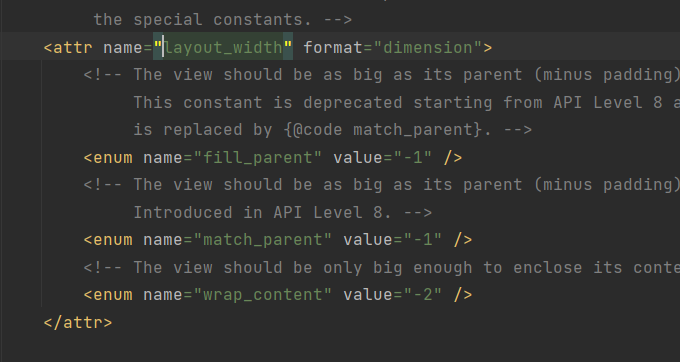 the special constants. -->
<attr name="layout_width" format="dimension">
<!-- The view should be as big as its parent (minus padding)
This constant is deprecated starting from API Level 8 a
is replaced by {@code match_parent}. -->
<enum name="fill_parent" value="-1" />
<!-- The view should be as big as its parent (minus padding)
Introduced in API Level 8. -->
<enum name="match_parent" value="-1" />
<!-- The view should be only big enough to enclose its conte
<enum name="wrap_content" value="-2" />
</attr>